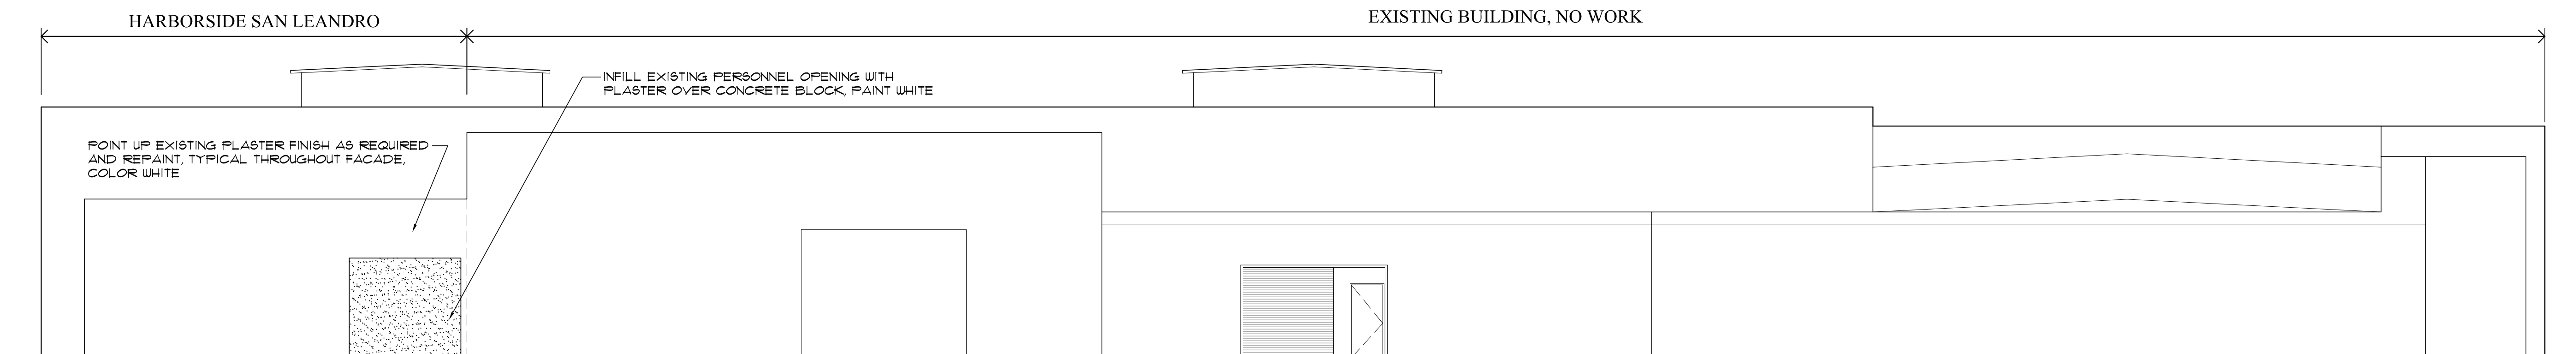 HARBORSIDE SAN LEANDRO
EXISTING BUILDING, NO WORK
INFILL EXISTING PERSONNEL OPENING WITH
PLASTER OVER CONCRETE BLOCK, PAINT WHITE
POINT UP EXISTING PLASTER FINISH AS REQUIRED
AND REPAINT, TYPICAL THROUGHOUT FACADE,
COLOR WHITE